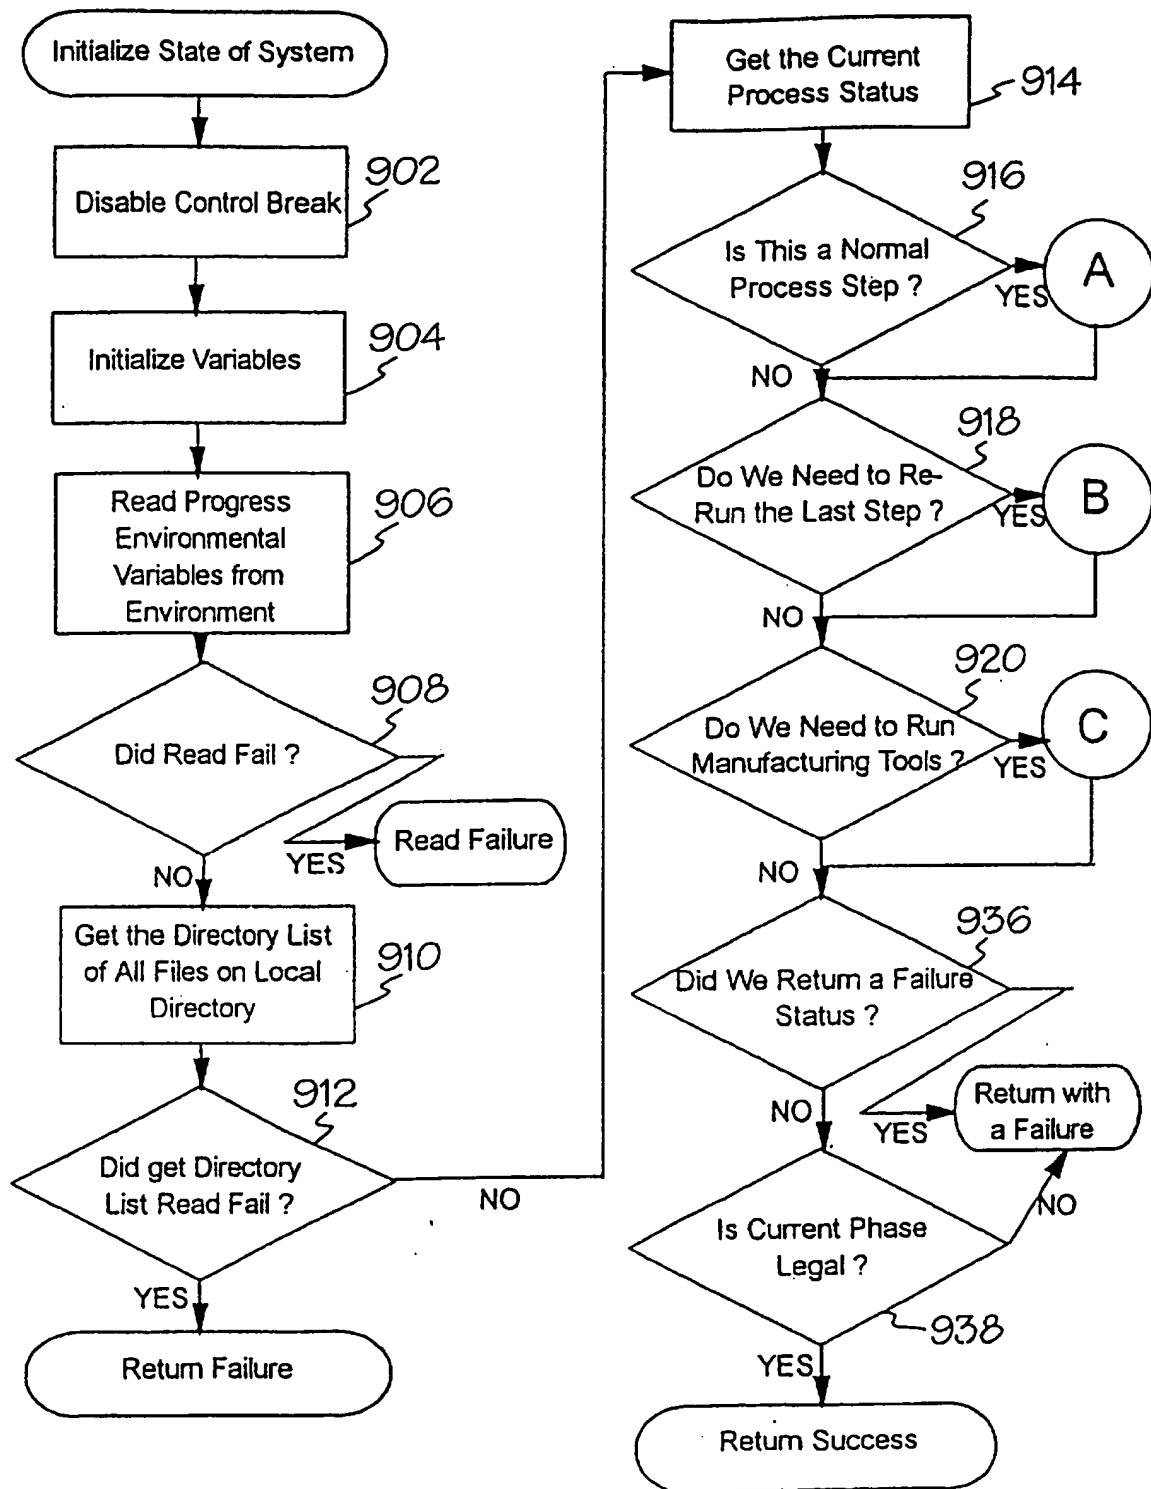 Initialize State of System
902
Disable Control Break
904
Initialize Variables
906
Read Progress
Environmental
Variables from
Environment
908
Did Read Fail ?
YES
Read Failure
NO
Get the Directory List
of All Files on Local
Directory
910
912
Did get Directory
List Read Fail ?
NO
YES
Return Failure
Get the Current
Process Status
914
916
Is This a Normal
Process Step ?
YES
A
NO
918
Do We Need to Re-
Run the Last Step ?
YES
B
NO
920
Do We Need to Run
Manufacturing Tools ?
YES
C
NO
936
Did We Return a Failure
Status ?
NO
YES
Return with
a Failure
Is Current Phase
Legal ?
NO
938
YES
Return Success